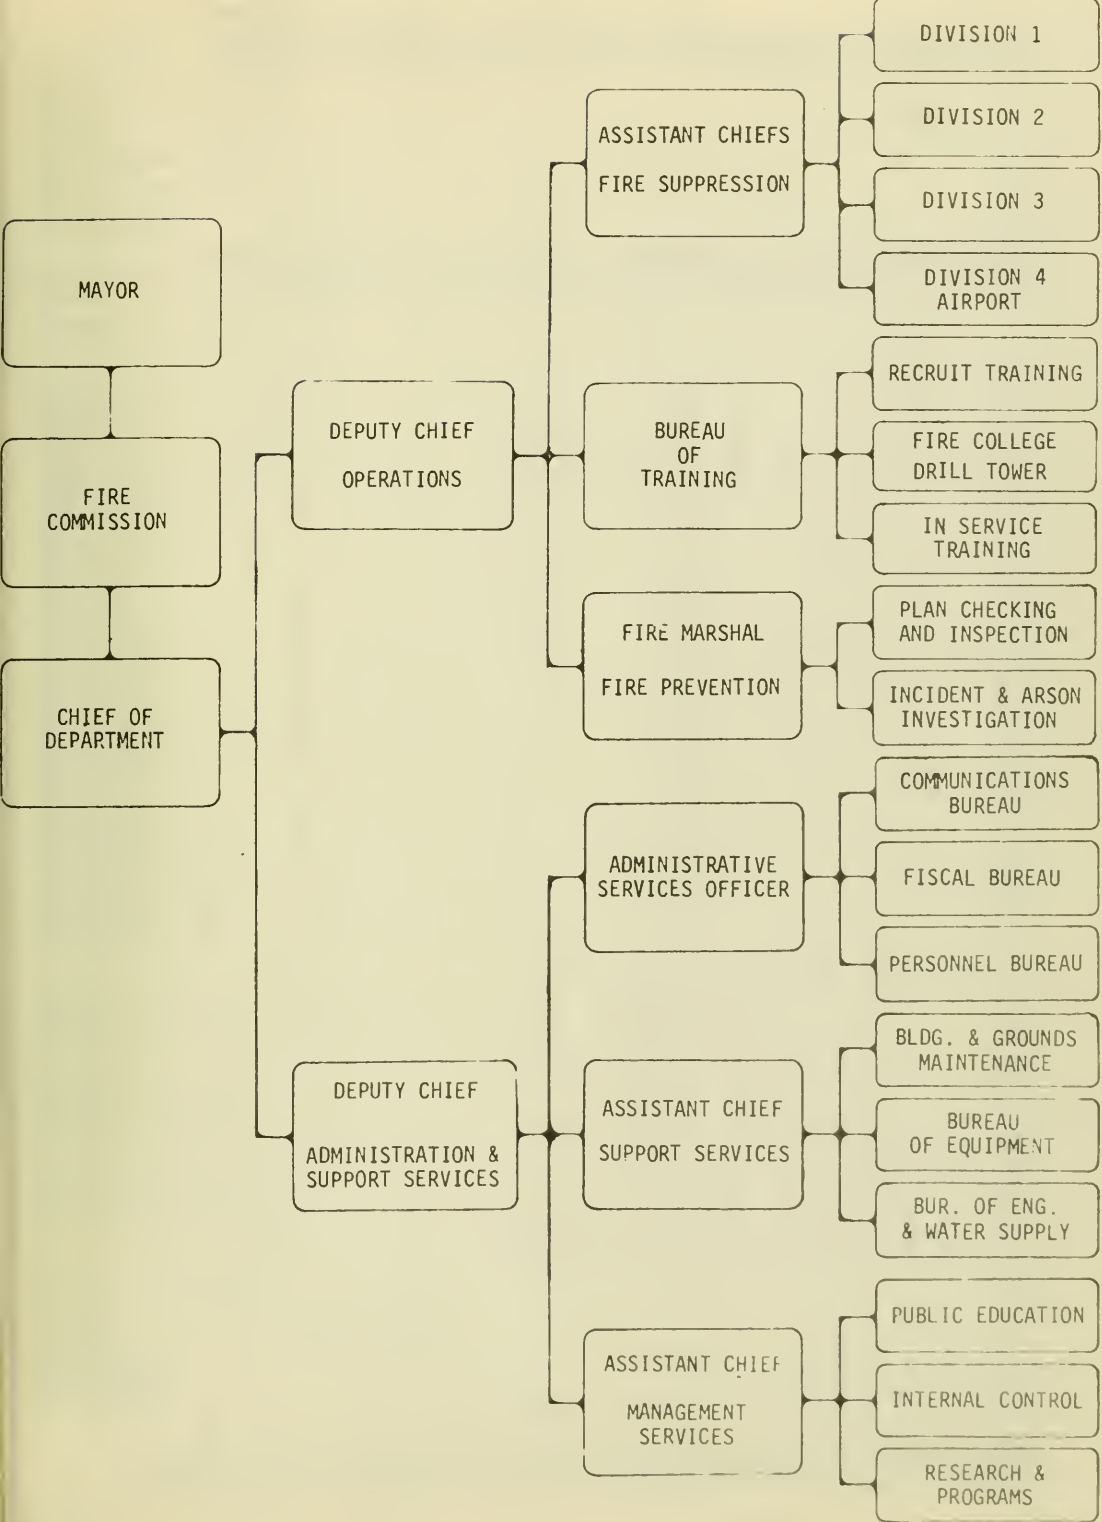 MAYOR
FIRE
COMMISSION
CHIEF OF
DEPARTMENT
DEPUTY CHIEF
OPERATIONS
ASSISTANT CHIEFS
FIRE SUPPRESSION
DIVISION 1
DIVISION 2
DIVISION 3
DIVISION 4
AIRPORT
BUREAU
OF
TRAINING
RECRUIT TRAINING
FIRE COLLEGE
DRILL TOWER
IN SERVICE
TRAINING
FIRE MARSHAL
FIRE PREVENTION
PLAN CHECKING
AND INSPECTION
INCIDENT & ARSON
INVESTIGATION
DEPUTY CHIEF
ADMINISTRATION &
SUPPORT SERVICES
ADMINISTRATIVE
SERVICES OFFICER
COMMUNICATIONS
BUREAU
FISCAL BUREAU
PERSONNEL BUREAU
ASSISTANT CHIEF
SUPPORT SERVICES
BLDG. & GROUNDS
MAINTENANCE
BUREAU
OF EQUIPMENT
BUR. OF ENG.
& WATER SUPPLY
ASSISTANT CHIEF
MANAGEMENT
SERVICES
PUBLIC EDUCATION
INTERNAL CONTROL
RESEARCH &
PROGRAMS